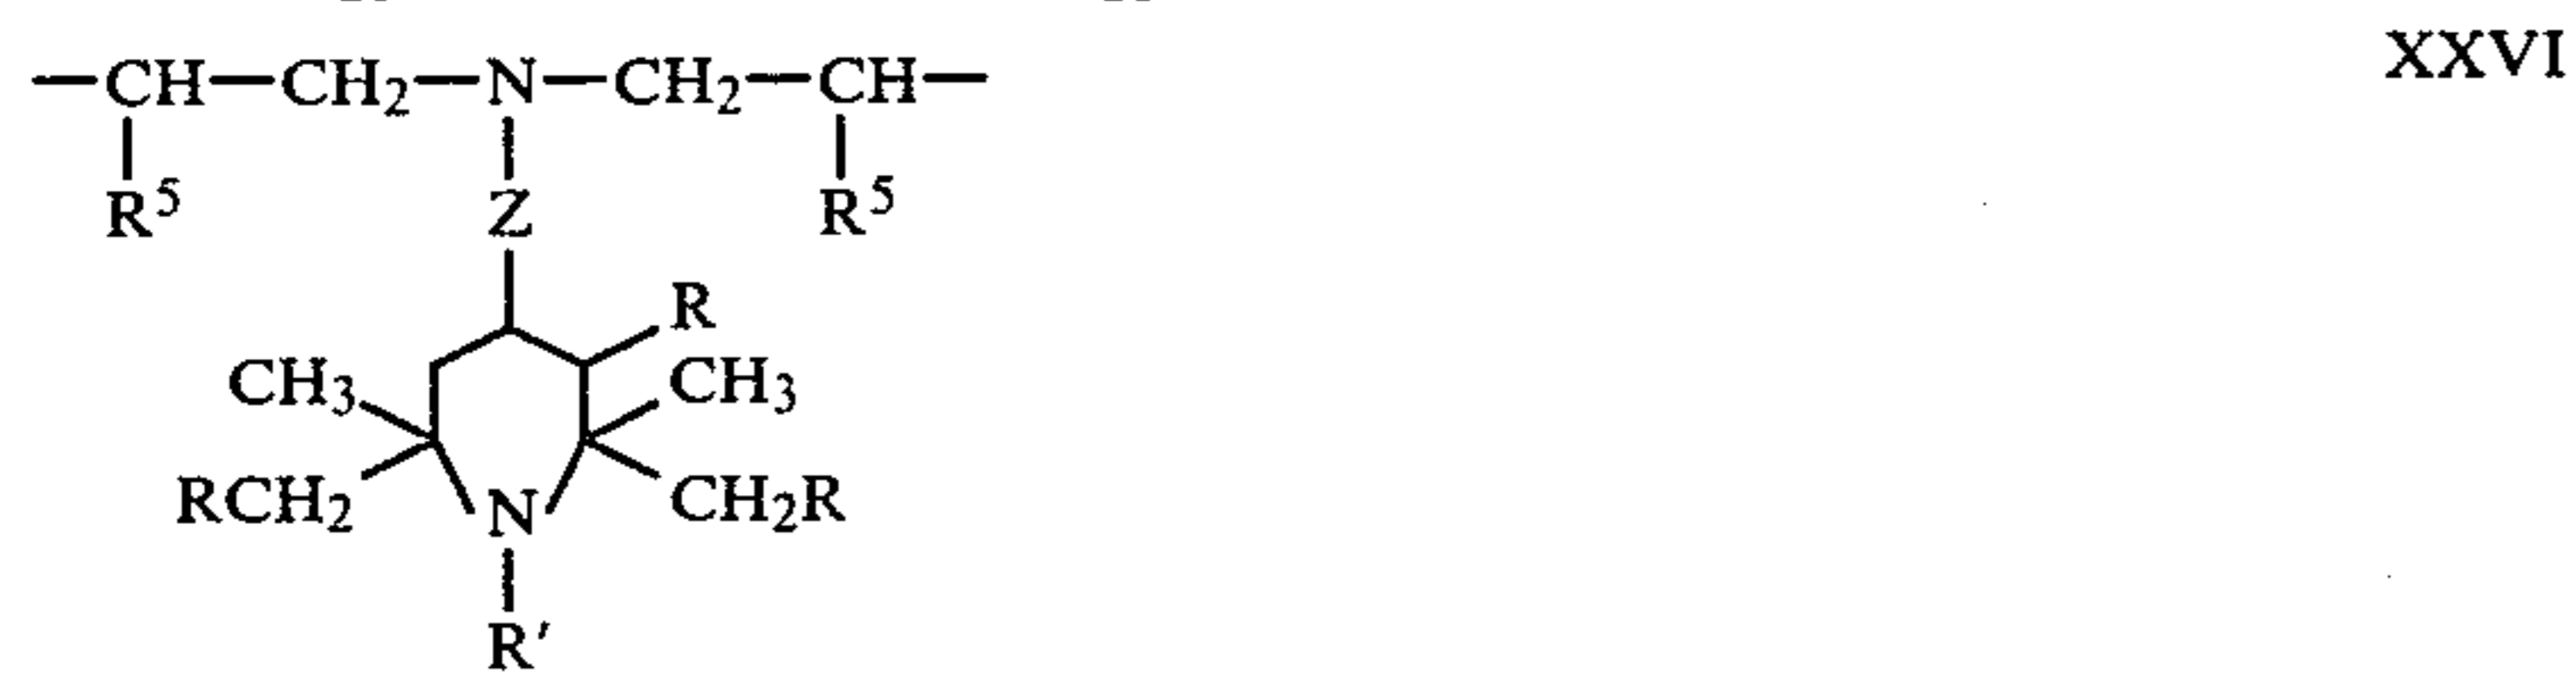 —CH—CH₂—N—CH₂—CH— XXVI
R⁵ Z R⁵
R
CH₃ CH₃
RCH₂ N CH₂R
R′